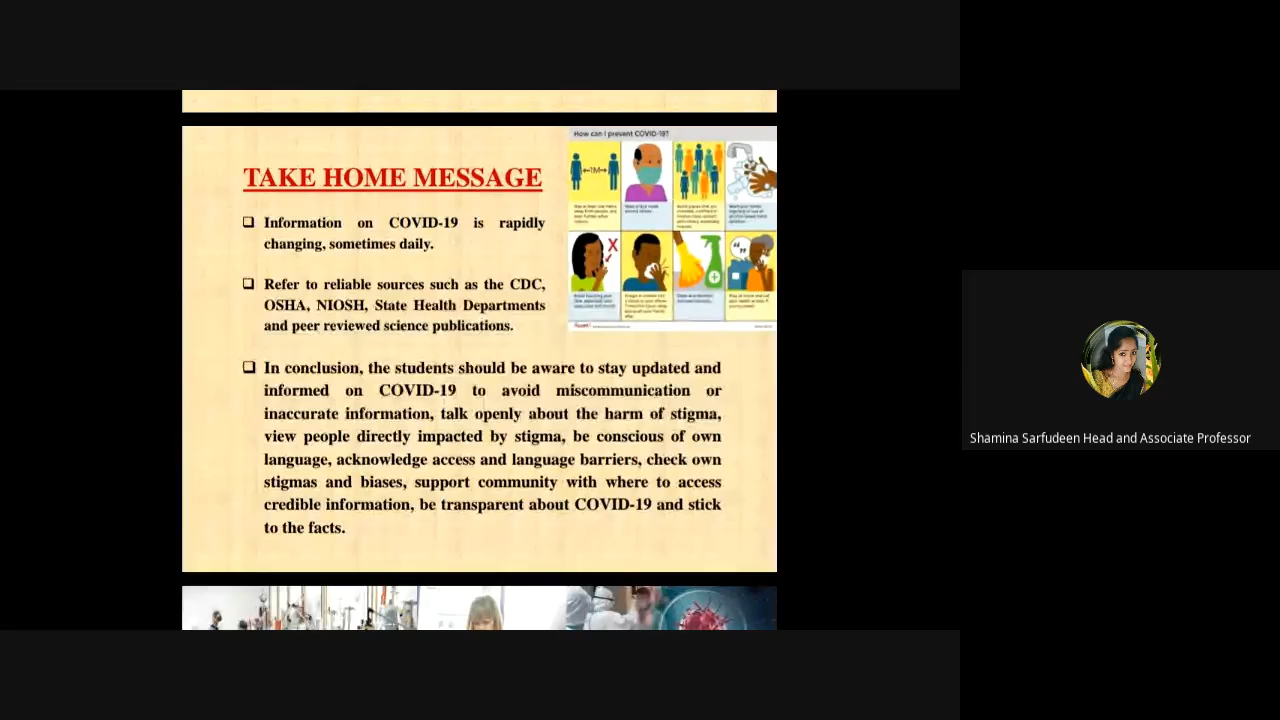 How can I prevent COVID-19?
TAKE HOME MESSAGE
❑ Information on COVID-19 is rapidly
changing, sometimes daily.
❑ Refer to reliable sources such as the CDC,
OSHA, NIOSH, State Health Departments
and peer reviewed science publications.
❑ In conclusion, the students should be aware to stay updated and
informed on COVID-19 to avoid miscommunication or
inaccurate information, talk openly about the harm of stigma,
view people directly impacted by stigma, be conscious of own
language, acknowledge access and language barriers, check own
stigmas and biases, support community with where to access
credible information, be transparent about COVID-19 and stick
to the facts.
←1M→
Shamina Sarfudeen Head and Associate Professor